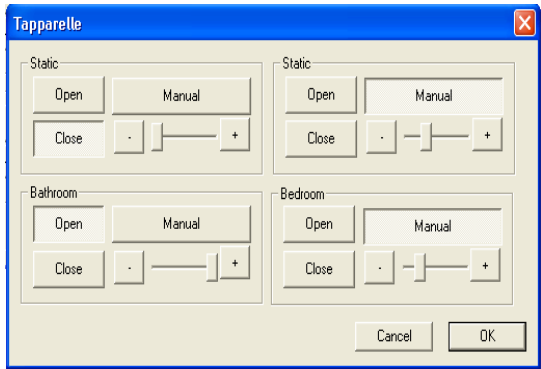 Tapparelle
Static
Open
Manual
Close
-
+
Static
Open
Manual
Close
-
+
Bathroom
Open
Manual
Close
-
+
Bedroom
Open
Manual
Close
-
+
Cancel
OK